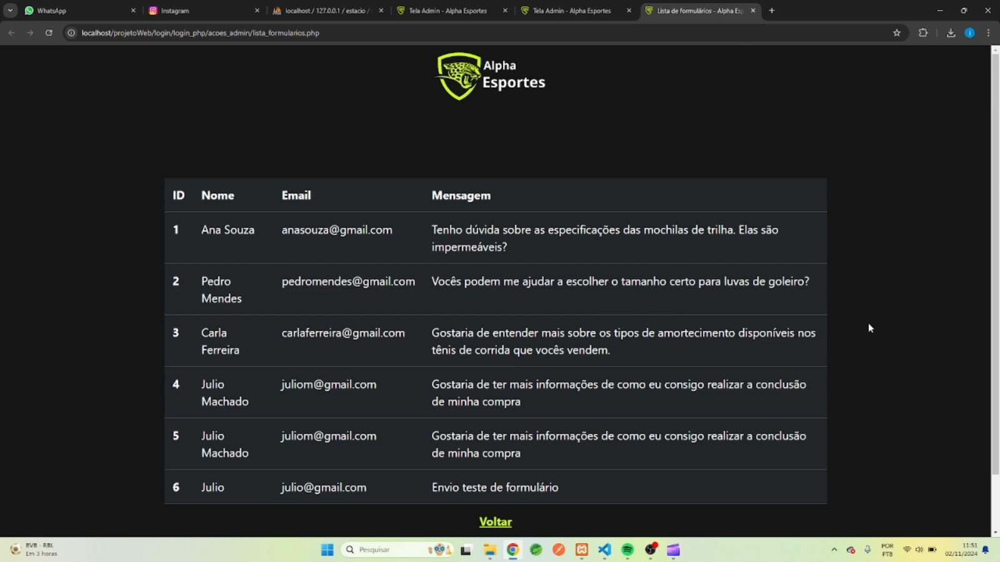 WhatsApp
Instagram
localhost / 127.0.0.1 / estacio /
Tela Admin - Alpha Esportes
Tela Admin - Alpha Esportes
Lista de formulários - Alpha Es
localhost/projetoWeb/login/login_php/acoes_admin/lista_formularios.php
Alpha
Esportes
ID Nome Email Mensagem
1 Ana Souza anasouza@gmail.com Tenho dúvida sobre as especificações das mochilas de trilha. Elas são
impermeáveis?
2 Pedro pedromendes@gmail.com Vocês podem me ajudar a escolher o tamanho certo para luvas de goleiro?
Mendes
3 Carla carlaferreira@gmail.com Gostaria de entender mais sobre os tipos de amortecimento disponíveis nos
Ferreira tênis de corrida que vocês vendem.
4 Julio juliom@gmail.com Gostaria de ter mais informações de como eu consigo realizar a conclusão
Machado de minha compra
5 Julio juliom@gmail.com Gostaria de ter mais informações de como eu consigo realizar a conclusão
Machado de minha compra
6 Julio julio@gmail.com Envio teste de formulário
Voltar
BVB - RBL
Em 3 horas
Pesquisar
POR
PTB
11:51
02/11/2024